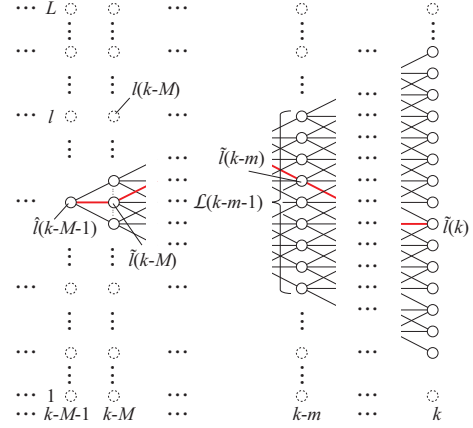 L
l
l(k-M)
l̃(k-m)
ℒ(k-m-1)
l̂(k-M-1)
l̃(k-M)
l̃(k)
1
k-M-1 k-M ... k-m ... k